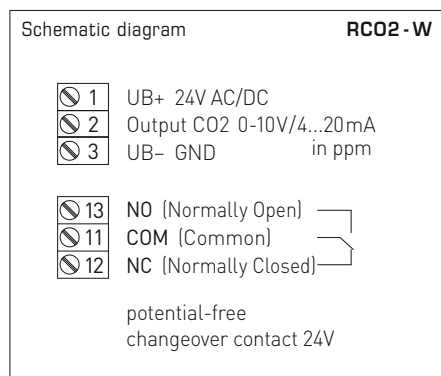 Schematic diagram RCO2-W
1 UB+ 24V AC/DC
2 Output CO2 0-10V/4...20mA
3 UB– GND in ppm
13 NO (Normally Open)
11 COM (Common)
12 NC (Normally Closed)
potential-free
changeover contact 24V